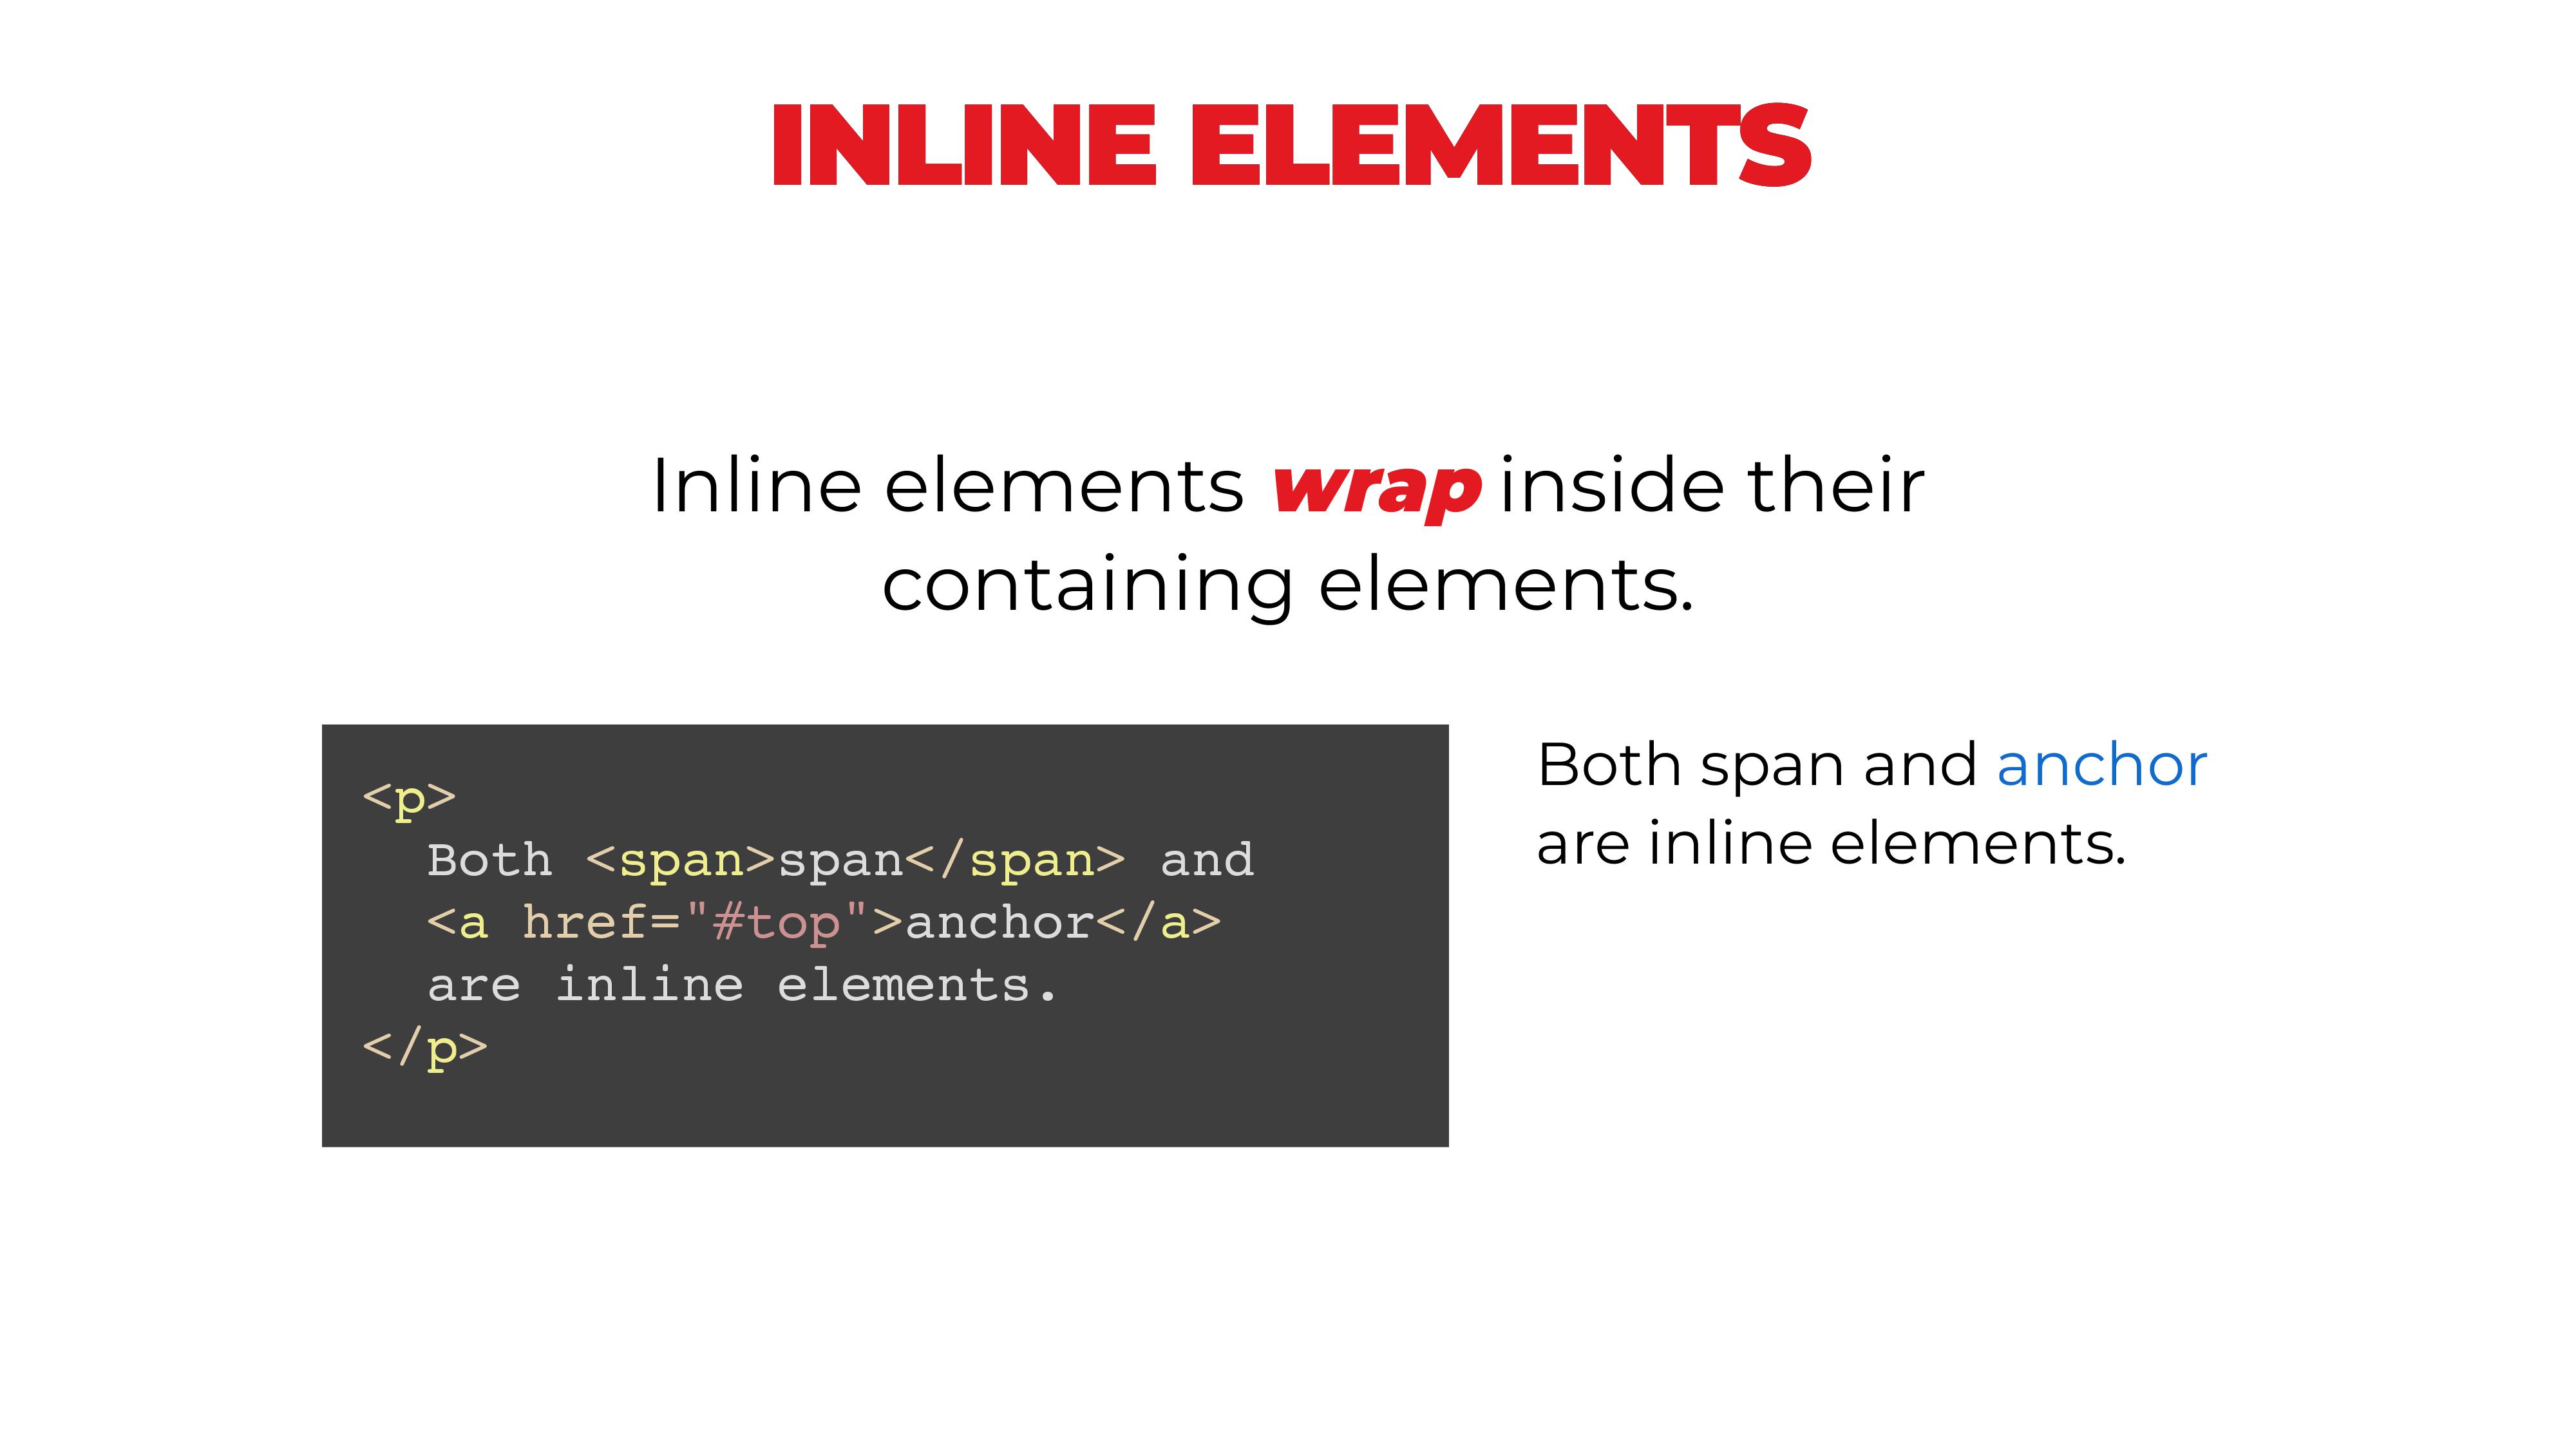 INLINE ELEMENTS
Inline elements wrap inside their
containing elements.
<p>
  Both <span>span</span> and
  <a href="#top">anchor</a>
  are inline elements.
</p>
Both span and anchor
are inline elements.